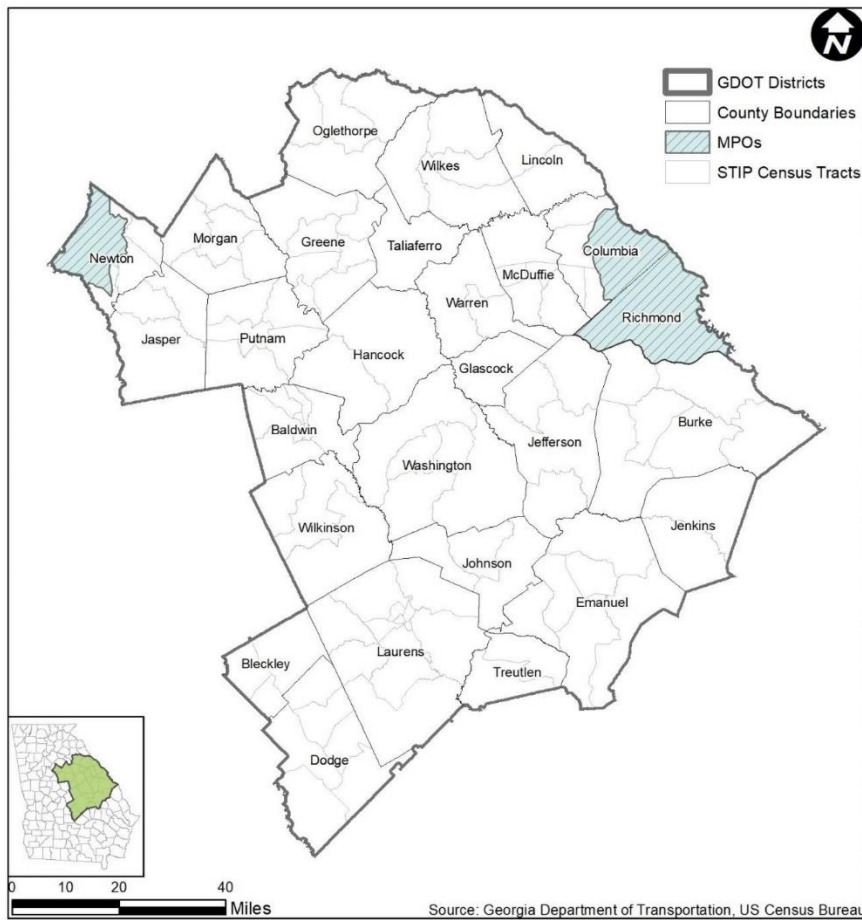 N
GDOT Districts
County Boundaries
MPOs
STIP Census Tracts
Oglethorpe
Wilkes
Lincoln
Newton
Morgan
Greene
Taliaferro
McDuffie
Columbia
Warren
Richmond
Jasper
Putnam
Hancock
Glascock
Baldwin
Washington
Jefferson
Burke
Wilkinson
Jenkins
Johnson
Emanuel
Bleckley
Laurens
Treutlen
Dodge
0 10 20 40
Miles
Source: Georgia Department of Transportation, US Census Bureau